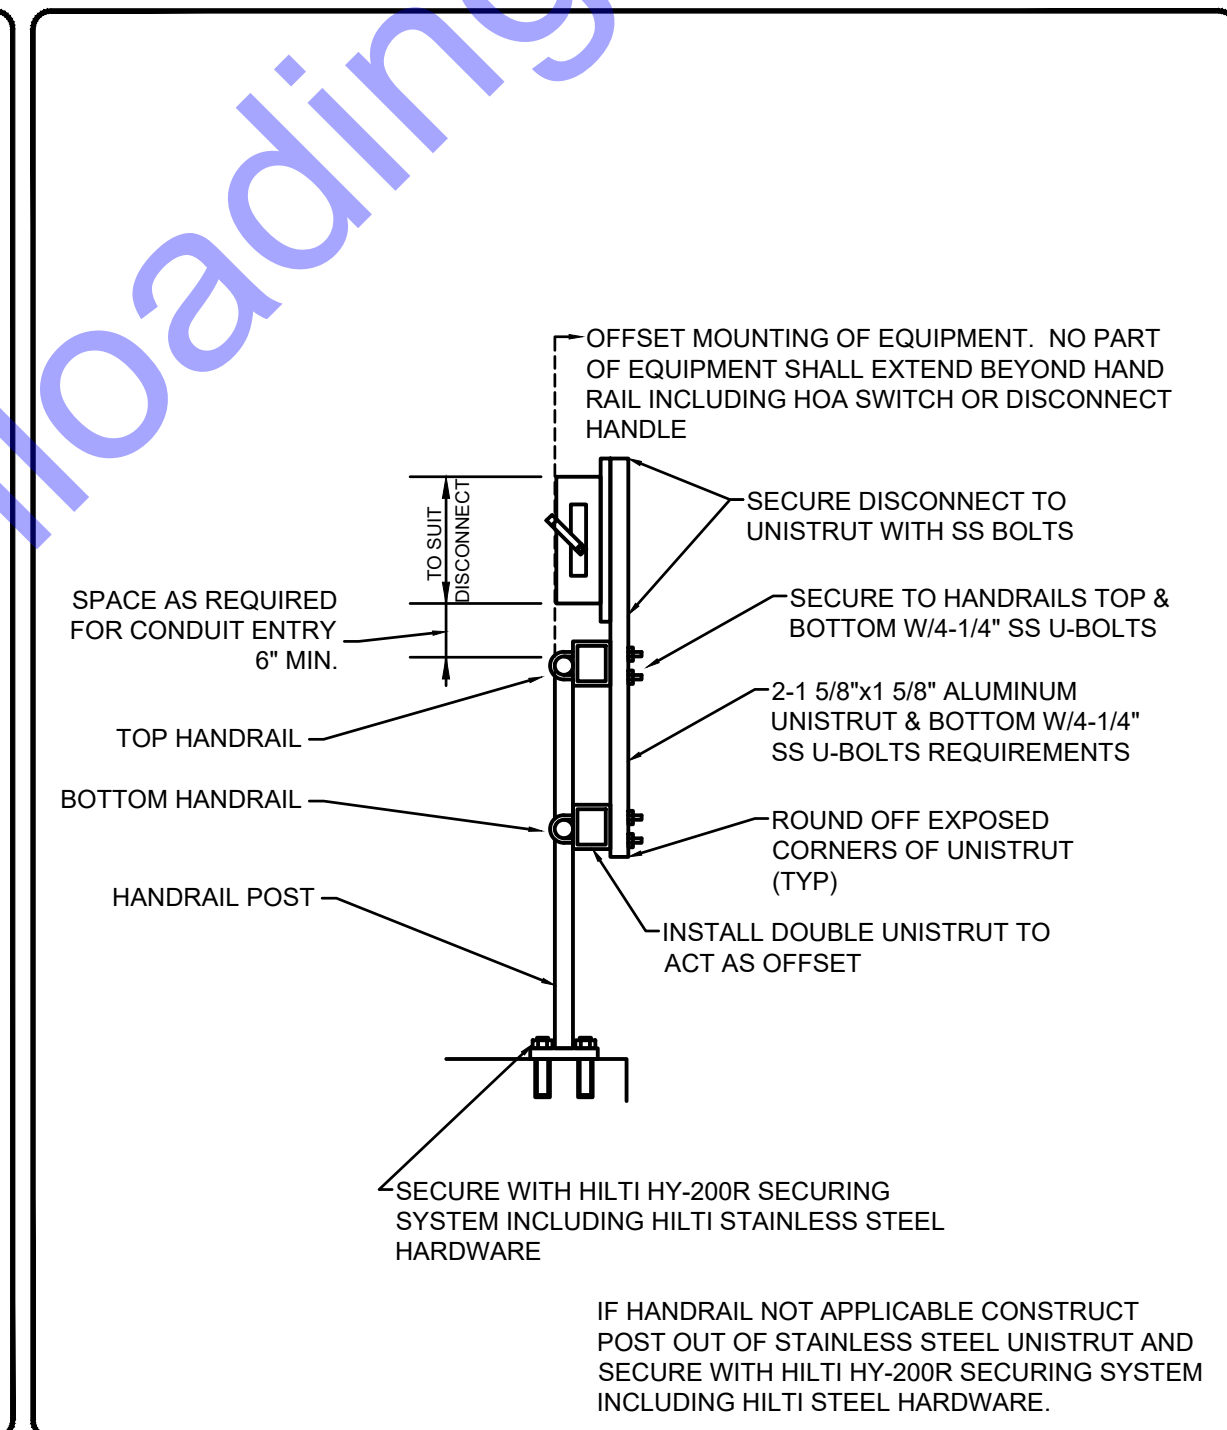 loading
OFFSET MOUNTING OF EQUIPMENT. NO PART
OF EQUIPMENT SHALL EXTEND BEYOND HAND
RAIL INCLUDING HOA SWITCH OR DISCONNECT
HANDLE
TO SUIT
DISCONNECT
SECURE DISCONNECT TO
UNISTRUT WITH SS BOLTS
SPACE AS REQUIRED
FOR CONDUIT ENTRY
6" MIN.
SECURE TO HANDRAILS TOP &
BOTTOM W/4-1/4" SS U-BOLTS
2-1 5/8"x1 5/8" ALUMINUM
UNISTRUT & BOTTOM W/4-1/4"
SS U-BOLTS REQUIREMENTS
TOP HANDRAIL
BOTTOM HANDRAIL
ROUND OFF EXPOSED
CORNERS OF UNISTRUT
(TYP)
HANDRAIL POST
INSTALL DOUBLE UNISTRUT TO
ACT AS OFFSET
SECURE WITH HILTI HY-200R SECURING
SYSTEM INCLUDING HILTI STAINLESS STEEL
HARDWARE
IF HANDRAIL NOT APPLICABLE CONSTRUCT
POST OUT OF STAINLESS STEEL UNISTRUT AND
SECURE WITH HILTI HY-200R SECURING SYSTEM
INCLUDING HILTI STEEL HARDWARE.